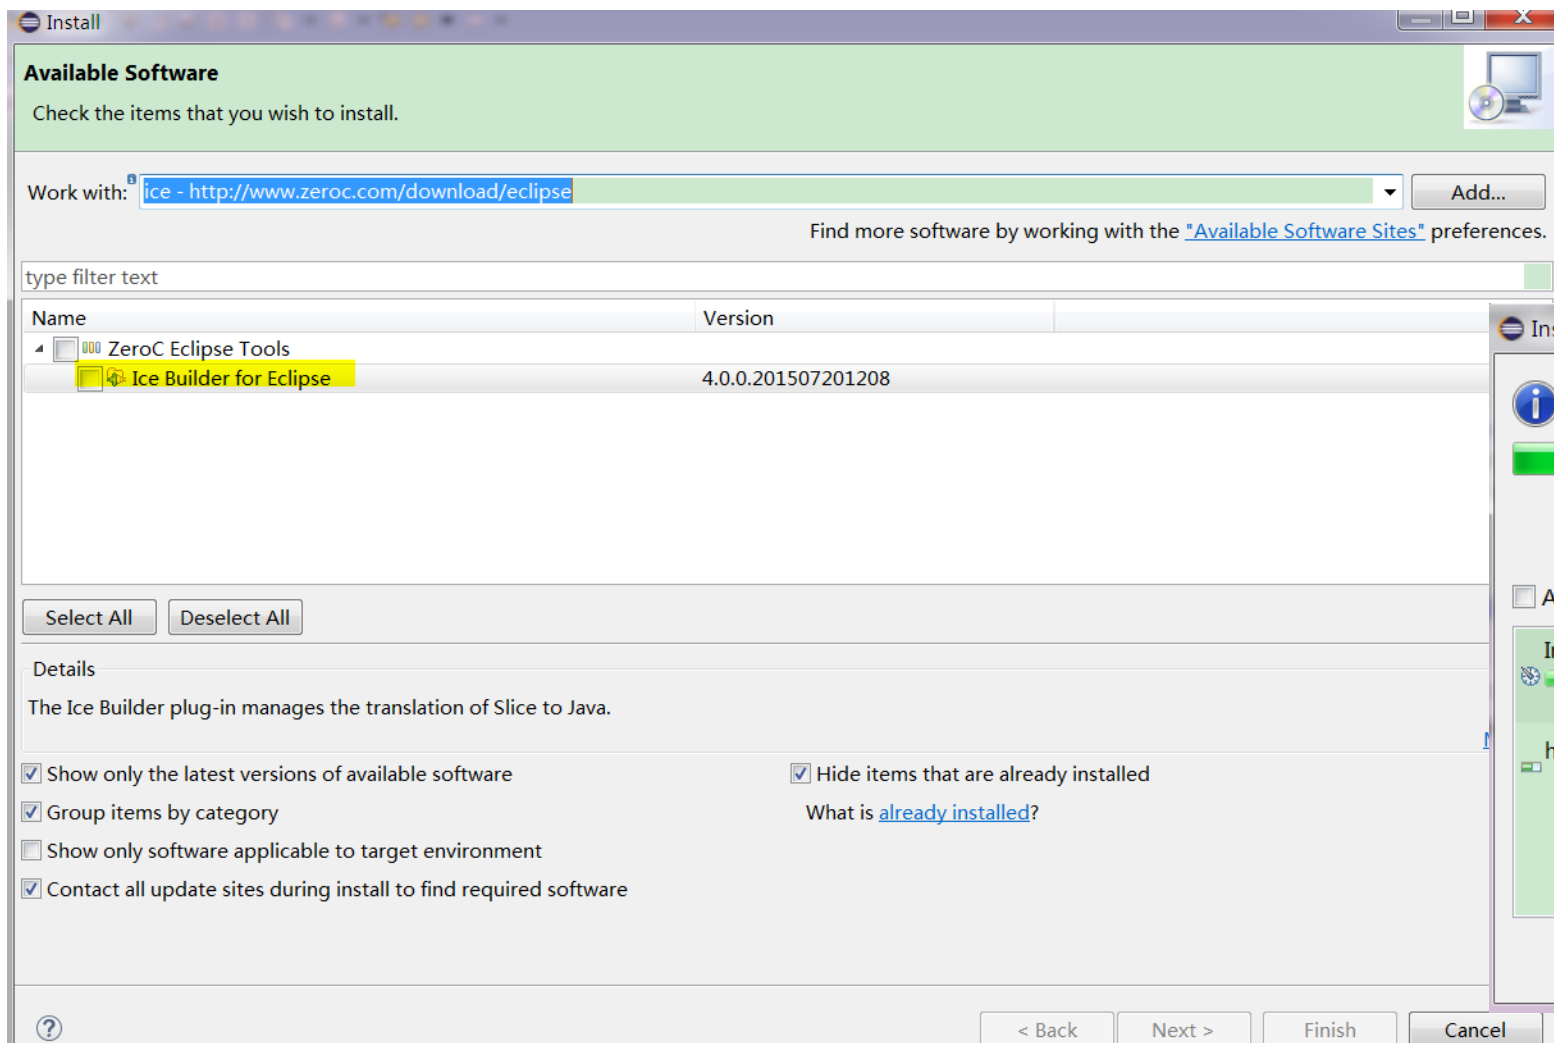 Install
Available Software
Check the items that you wish to install.
Work with: ice - http://www.zeroc.com/download/eclipse Add...
Find more software by working with the "Available Software Sites" preferences.
type filter text
Name Version
ZeroC Eclipse Tools
Ice Builder for Eclipse 4.0.0.201507201208
Select All Deselect All
Details
The Ice Builder plug-in manages the translation of Slice to Java.
Show only the latest versions of available software Hide items that are already installed
Group items by category What is already installed?
Show only software applicable to target environment
Contact all update sites during install to find required software
< Back Next > Finish Cancel